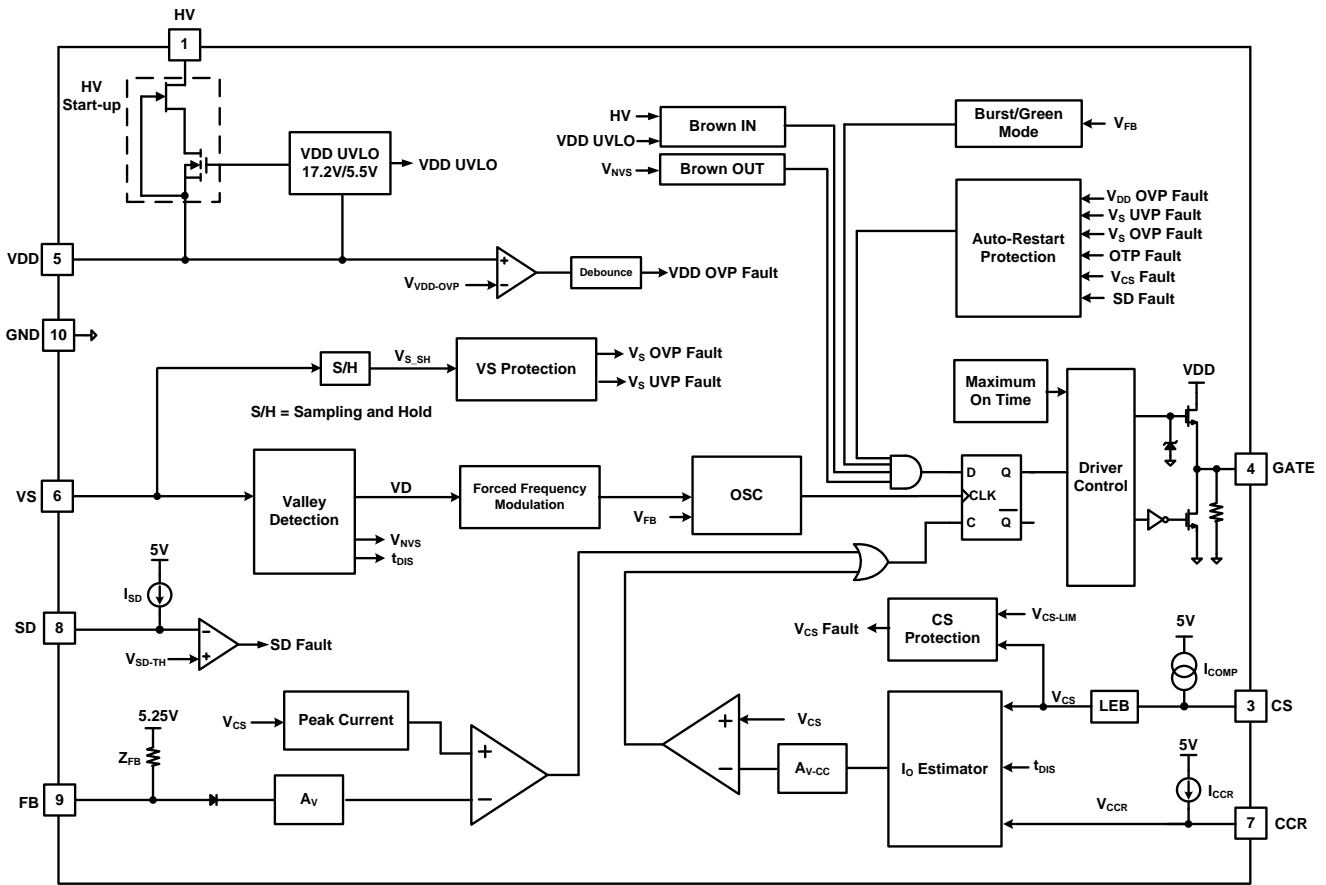 HV
1
HV
Start-up
VDD UVLO
17.2V/5.5V
VDD UVLO
HV
VDD UVLO
Brown IN
V_NVS
Brown OUT
Burst/Green
Mode
V_FB
Auto-Restart
Protection
V_DD OVP Fault
V_S UVP Fault
V_S OVP Fault
OTP Fault
V_CS Fault
SD Fault
VDD
5
V_VDD-OVP
+
−
Debounce
VDD OVP Fault
GND
10
S/H
V_S_SH
VS Protection
V_S OVP Fault
V_S UVP Fault
S/H = Sampling and Hold
Maximum
On Time
Driver
Control
VDD
4
GATE
VS
6
Valley
Detection
VD
V_NVS
t_DIS
Forced Frequency
Modulation
V_FB
OSC
D
Q
CLK
C
Q
5V
I_SD
SD
8
V_SD-TH
−
+
SD Fault
V_CS Fault
CS
Protection
V_CS-LIM
5V
I_COMP
V_CS
LEB
3
CS
5.25V
Z_FB
V_CS
Peak Current
FB
9
A_V
+
−
+
−
V_CS
A_V-CC
I_O Estimator
t_DIS
5V
I_CCR
V_CCR
7
CCR